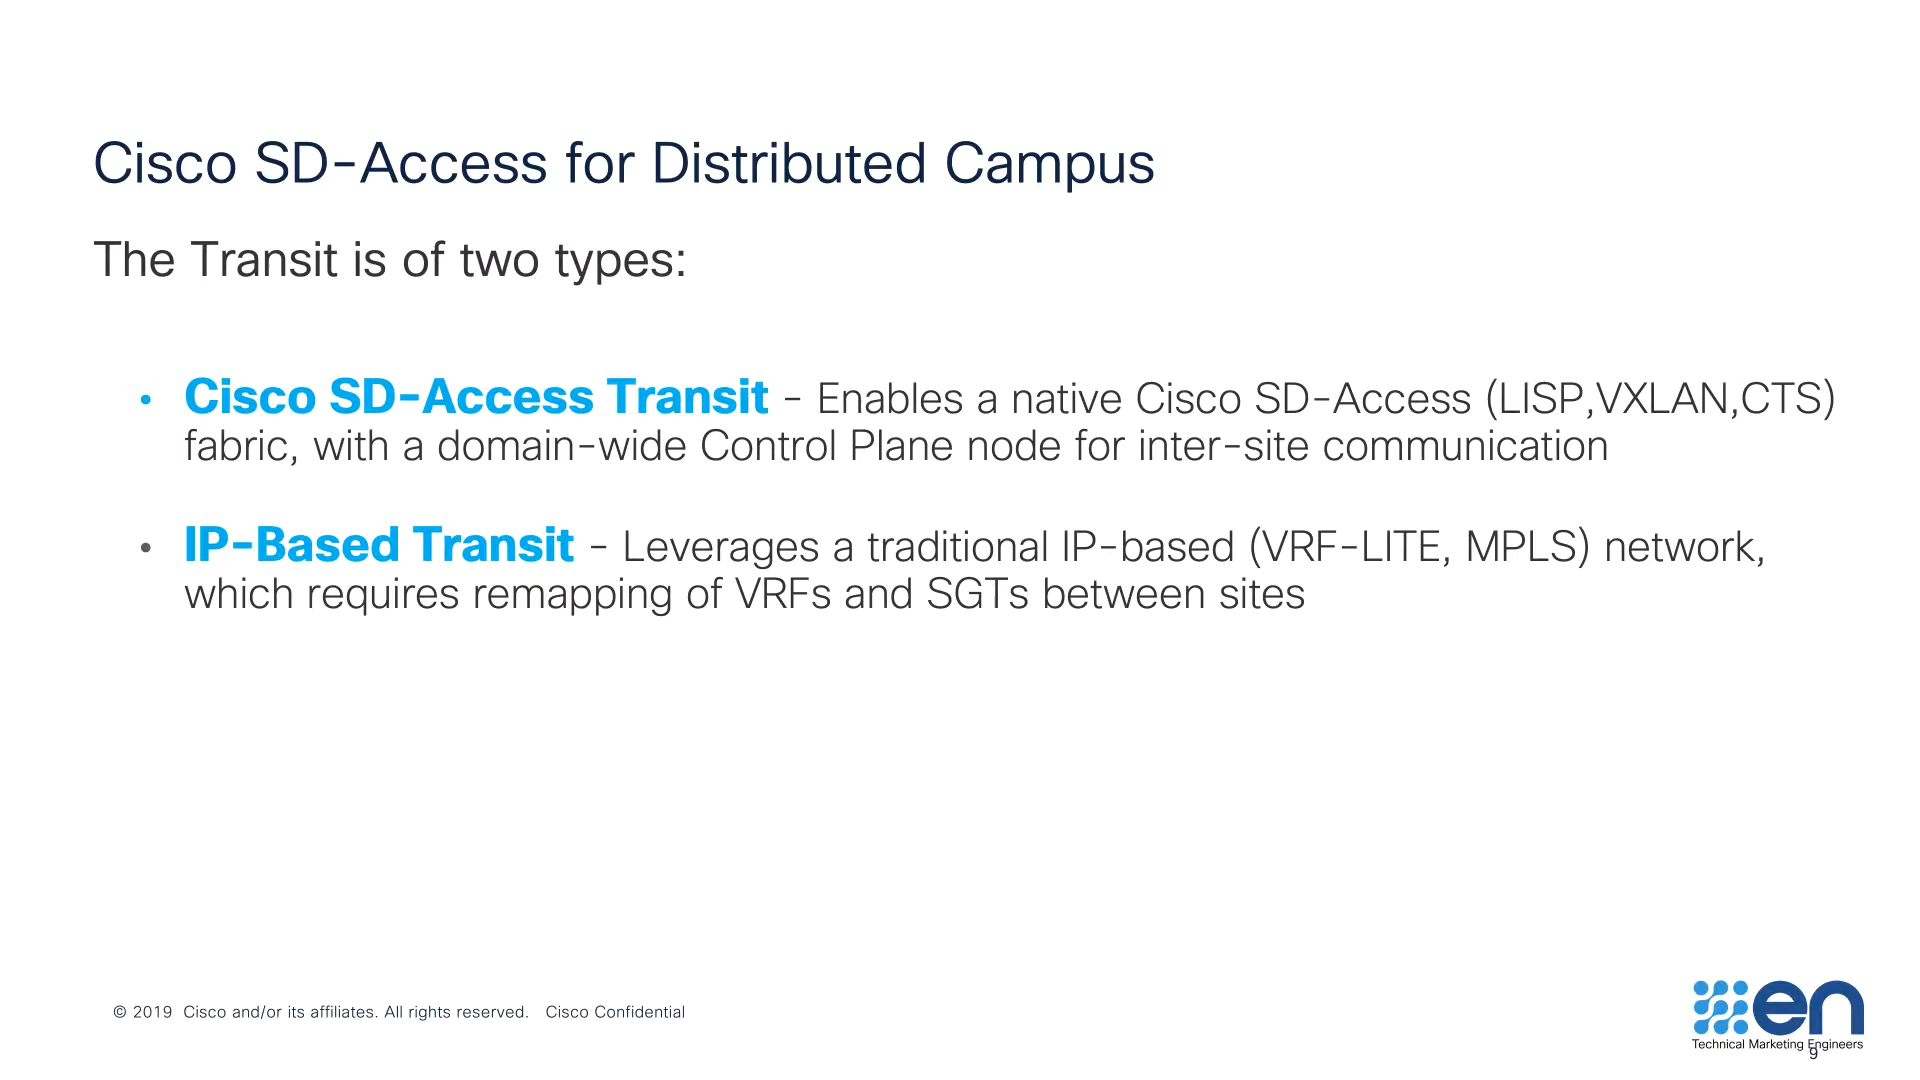 Cisco SD-Access for Distributed Campus
The Transit is of two types:
• Cisco SD-Access Transit - Enables a native Cisco SD-Access (LISP,VXLAN,CTS)
fabric, with a domain-wide Control Plane node for inter-site communication
• IP-Based Transit - Leverages a traditional IP-based (VRF-LITE, MPLS) network,
which requires remapping of VRFs and SGTs between sites
© 2019 Cisco and/or its affiliates. All rights reserved. Cisco Confidential
en
Technical Marketing Engineers
9